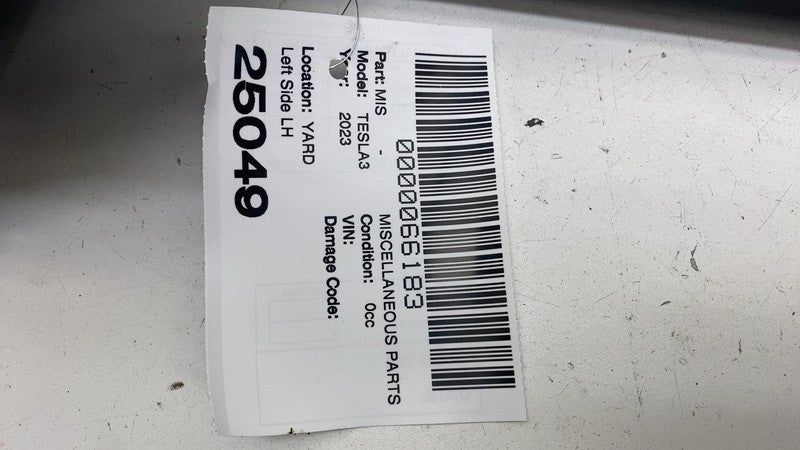 0000066183
Part: MIS - MISCELLANEOUS PARTS
Model: TESLA3 Condition: 0cc
Year: 2023 VIN:
Damage Code:
Location: YARD
Left Side LH
25049